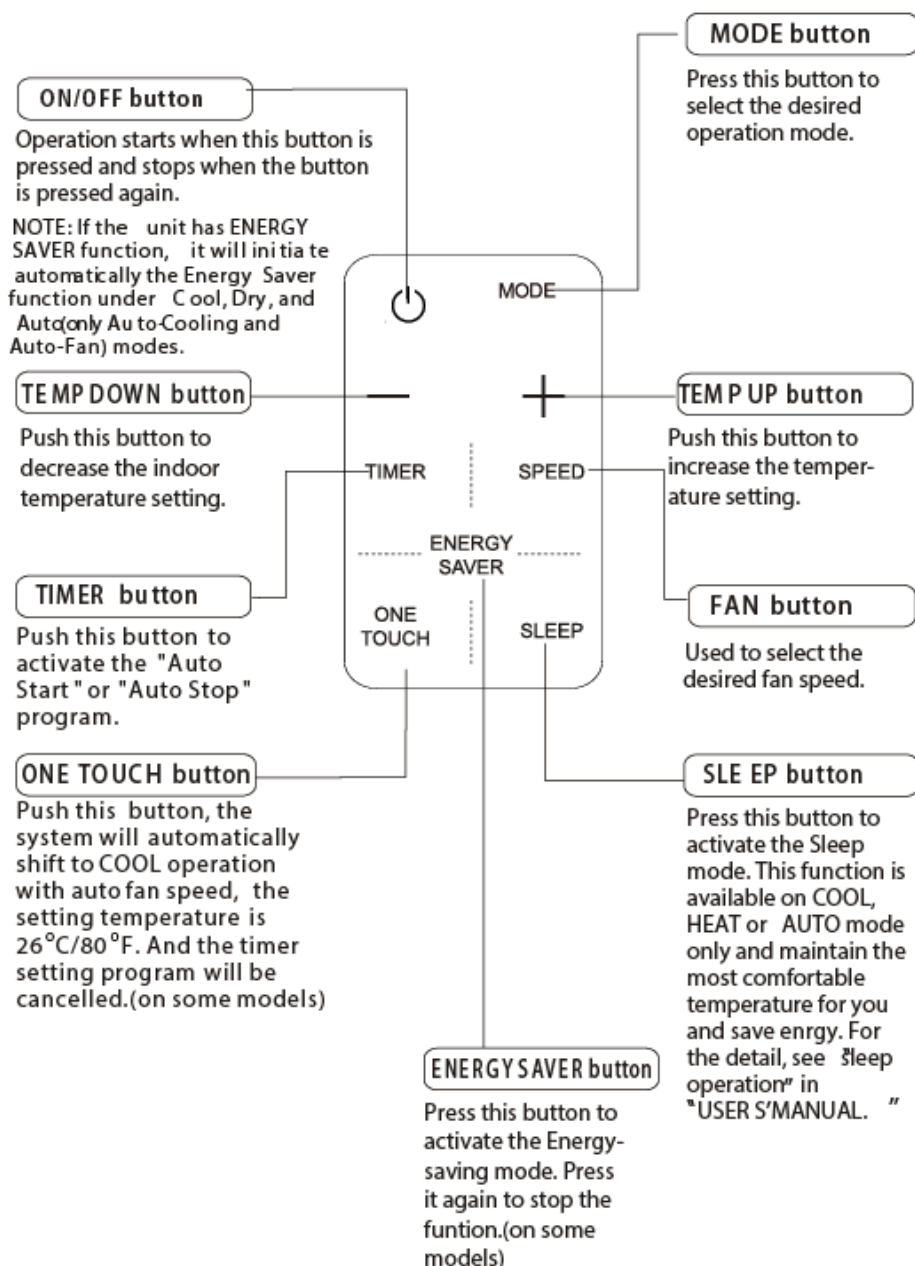 MODE button
Press this button to
select the desired
operation mode.
ON/OFF button
Operation starts when this button is
pressed and stops when the button
is pressed again.
NOTE: If the unit has ENERGY
SAVER function, it will initiate
automatically the Energy Saver
function under Cool, Dry, and
Auto(only Auto-Cooling and
Auto-Fan) modes.
MODE
TEMP DOWN button
Push this button to
decrease the indoor
temperature setting.
TEMP UP button
Push this button to
increase the temper-
ature setting.
TIMER
SPEED
ENERGY
SAVER
ONE
TOUCH
SLEEP
TIMER button
Push this button to
activate the "Auto
Start" or "Auto Stop"
program.
FAN button
Used to select the
desired fan speed.
ONE TOUCH button
Push this button, the
system will automatically
shift to COOL operation
with auto fan speed, the
setting temperature is
26°C/80°F. And the timer
setting program will be
cancelled.(on some models)
SLEEP button
Press this button to
activate the Sleep
mode. This function is
available on COOL,
HEAT or AUTO mode
only and maintain the
most comfortable
temperature for you
and save enrgy. For
the detail, see "Sleep
operation" in
"USER S'MANUAL. "
ENERGY SAVER button
Press this button to
activate the Energy-
saving mode. Press
it again to stop the
funtion.(on some
models)